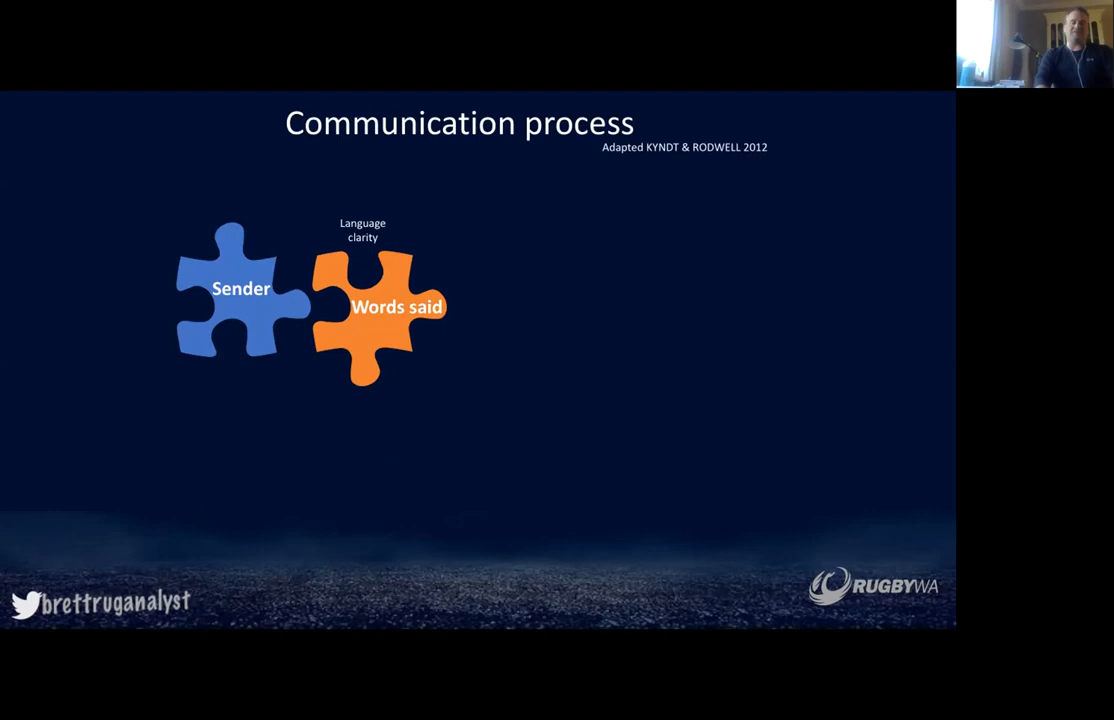 Communication process
Adapted KYNDT & RODWELL 2012
Language
clarity
Sender
Words said
brettruganalyst
RUGBYWA